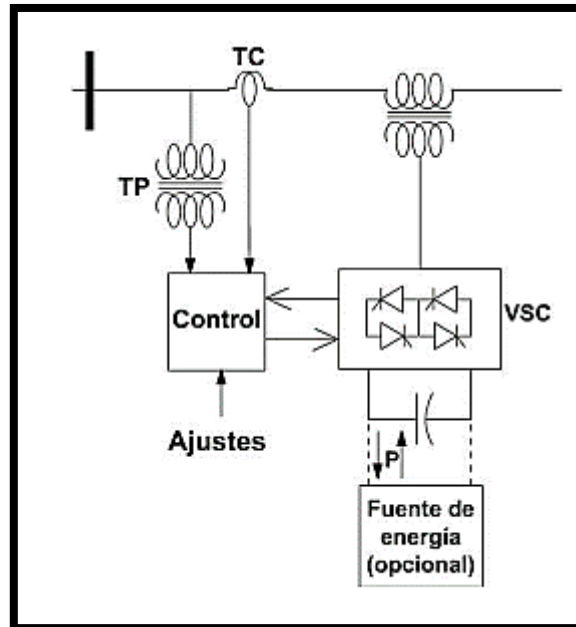 TC
TP
Control
VSC
Ajustes
P
Fuente de
energía
(opcional)